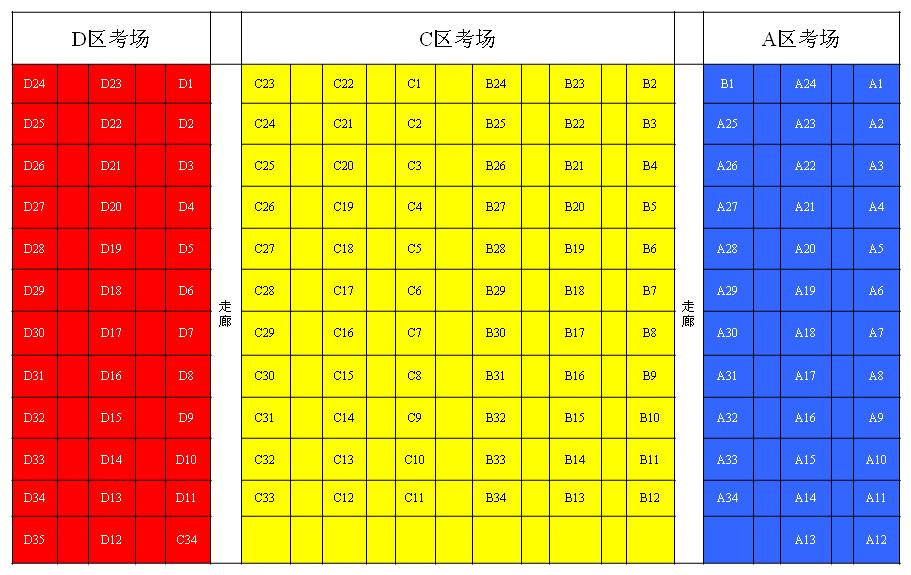 D区考场 C区考场 A区考场
D24 D23 D1 C23 C22 C1 B24 B23 B2 B1 A24 A1
D25 D22 D2 C24 C21 C2 B25 B22 B3 A25 A23 A2
D26 D21 D3 C25 C20 C3 B26 B21 B4 A26 A22 A3
D27 D20 D4 C26 C19 C4 B27 B20 B5 A27 A21 A4
D28 D19 D5 C27 C18 C5 B28 B19 B6 A28 A20 A5
D29 D18 D6 C28 C17 C6 B29 B18 B7 A29 A19 A6
走廊 走廊
D30 D17 D7 C29 C16 C7 B30 B17 B8 A30 A18 A7
D31 D16 D8 C30 C15 C8 B31 B16 B9 A31 A17 A8
D32 D15 D9 C31 C14 C9 B32 B15 B10 A32 A16 A9
D33 D14 D10 C32 C13 C10 B33 B14 B11 A33 A15 A10
D34 D13 D11 C33 C12 C11 B34 B13 B12 A34 A14 A11
D35 D12 C34 A13 A12